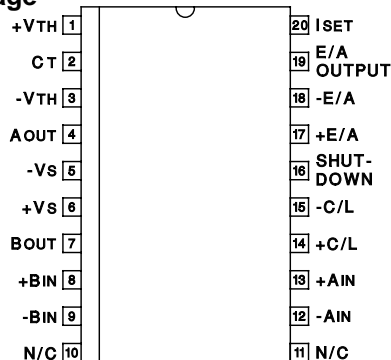 +VTH 1
CT 2
-VTH 3
AOUT 4
-VS 5
+VS 6
BOUT 7
+BIN 8
-BIN 9
N/C 10
20 ISET
19 E/A
OUTPUT
18 -E/A
17 +E/A
16 SHUT-
DOWN
15 -C/L
14 +C/L
13 +AIN
12 -AIN
11 N/C